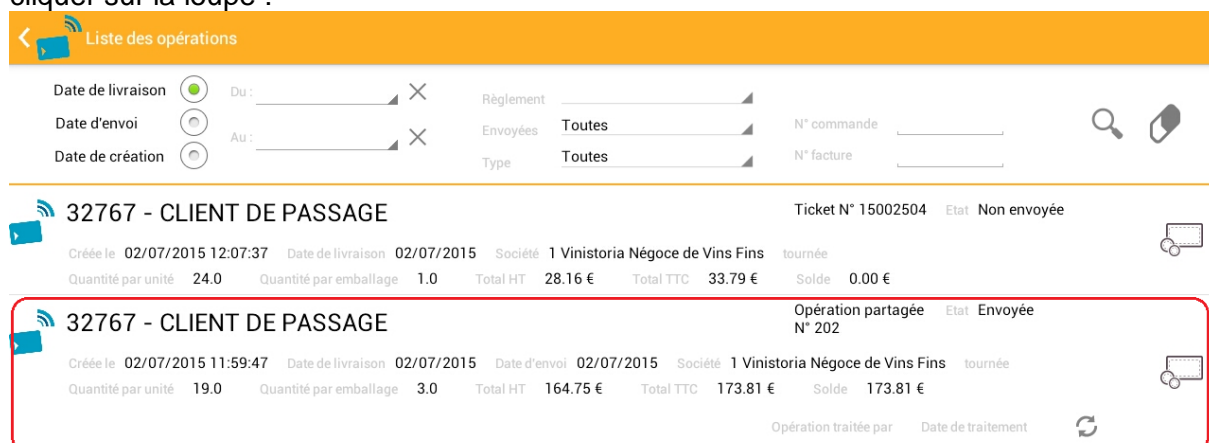 cliquer sur la loupe :
Liste des opérations
Date de livraison Du : Règlement
Date d'envoi Au : Envoyées Toutes N° commande
Date de création Type Toutes N° facture
32767 - CLIENT DE PASSAGE Ticket N° 15002504 Etat Non envoyée
Créée le 02/07/2015 12:07:37 Date de livraison 02/07/2015 Société 1 Vinistoria Négoce de Vins Fins tournée
Quantité par unité 24.0 Quantité par emballage 1.0 Total HT 28.16 € Total TTC 33.79 € Solde 0.00 €
32767 - CLIENT DE PASSAGE Opération partagée Etat Envoyée
N° 202
Créée le 02/07/2015 11:59:47 Date de livraison 02/07/2015 Date d'envoi 02/07/2015 Société 1 Vinistoria Négoce de Vins Fins tournée
Quantité par unité 19.0 Quantité par emballage 3.0 Total HT 164.75 € Total TTC 173.81 € Solde 173.81 €
Opération traitée par Date de traitement